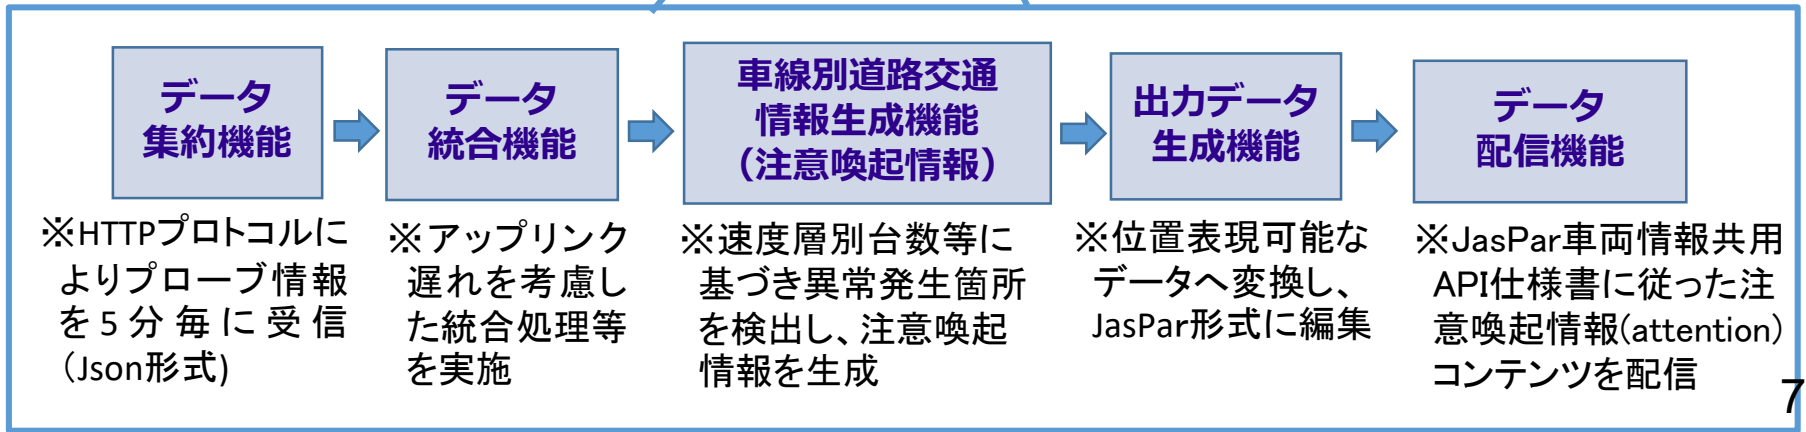 データ
集約機能
データ
統合機能
車線別道路交通
情報生成機能
（注意喚起情報）
出力データ
生成機能
データ
配信機能
※HTTPプロトコルに
よりプローブ情報
を5分毎に受信
（Json形式)
※アップリンク
遅れを考慮し
た統合処理等
を実施
※速度層別台数等に
基づき異常発生箇所
を検出し、注意喚起
情報を生成
※位置表現可能な
データへ変換し、
JasPar形式に編集
※JasPar車両情報共用
API仕様書に従った注
意喚起情報(attention)
コンテンツを配信
7